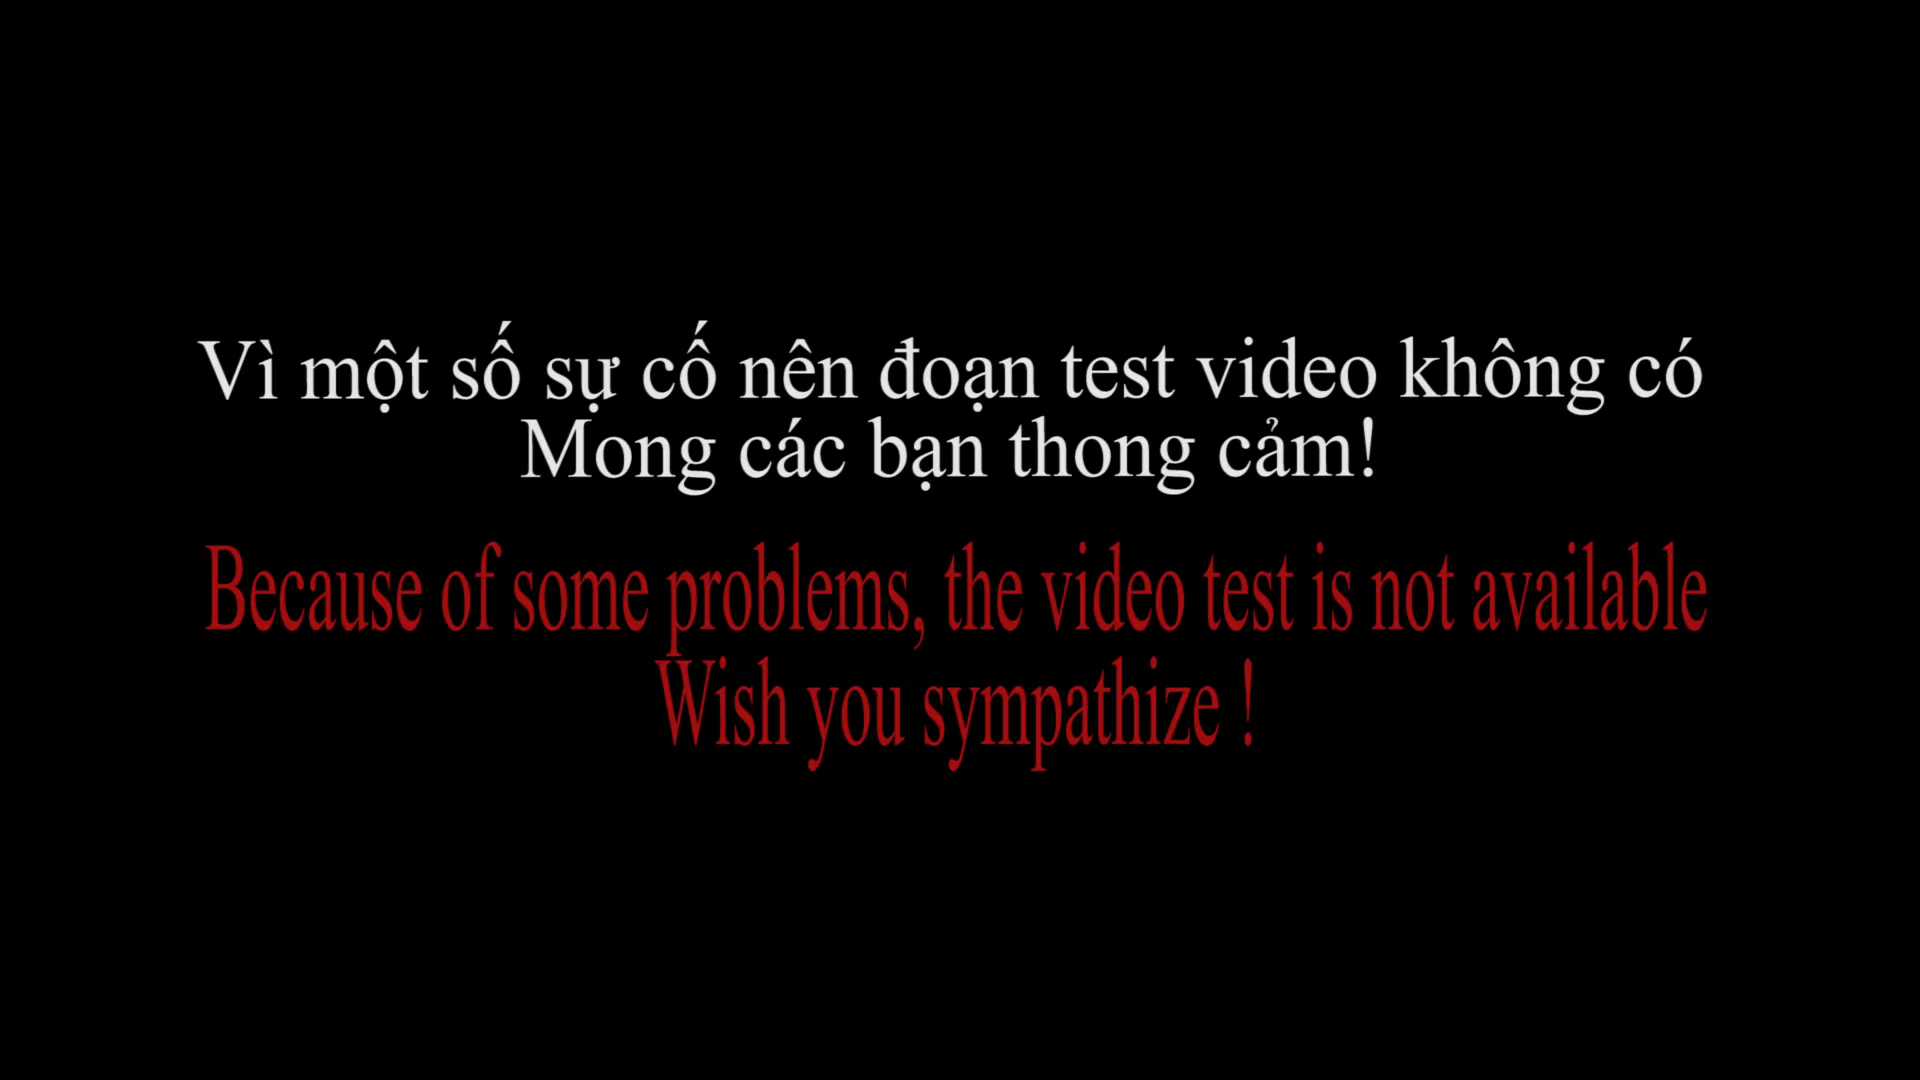 Vì một số sự cố nên đoạn test video không có
Mong các bạn thong cảm!
Because of some problems, the video test is not available
Wish you sympathize !